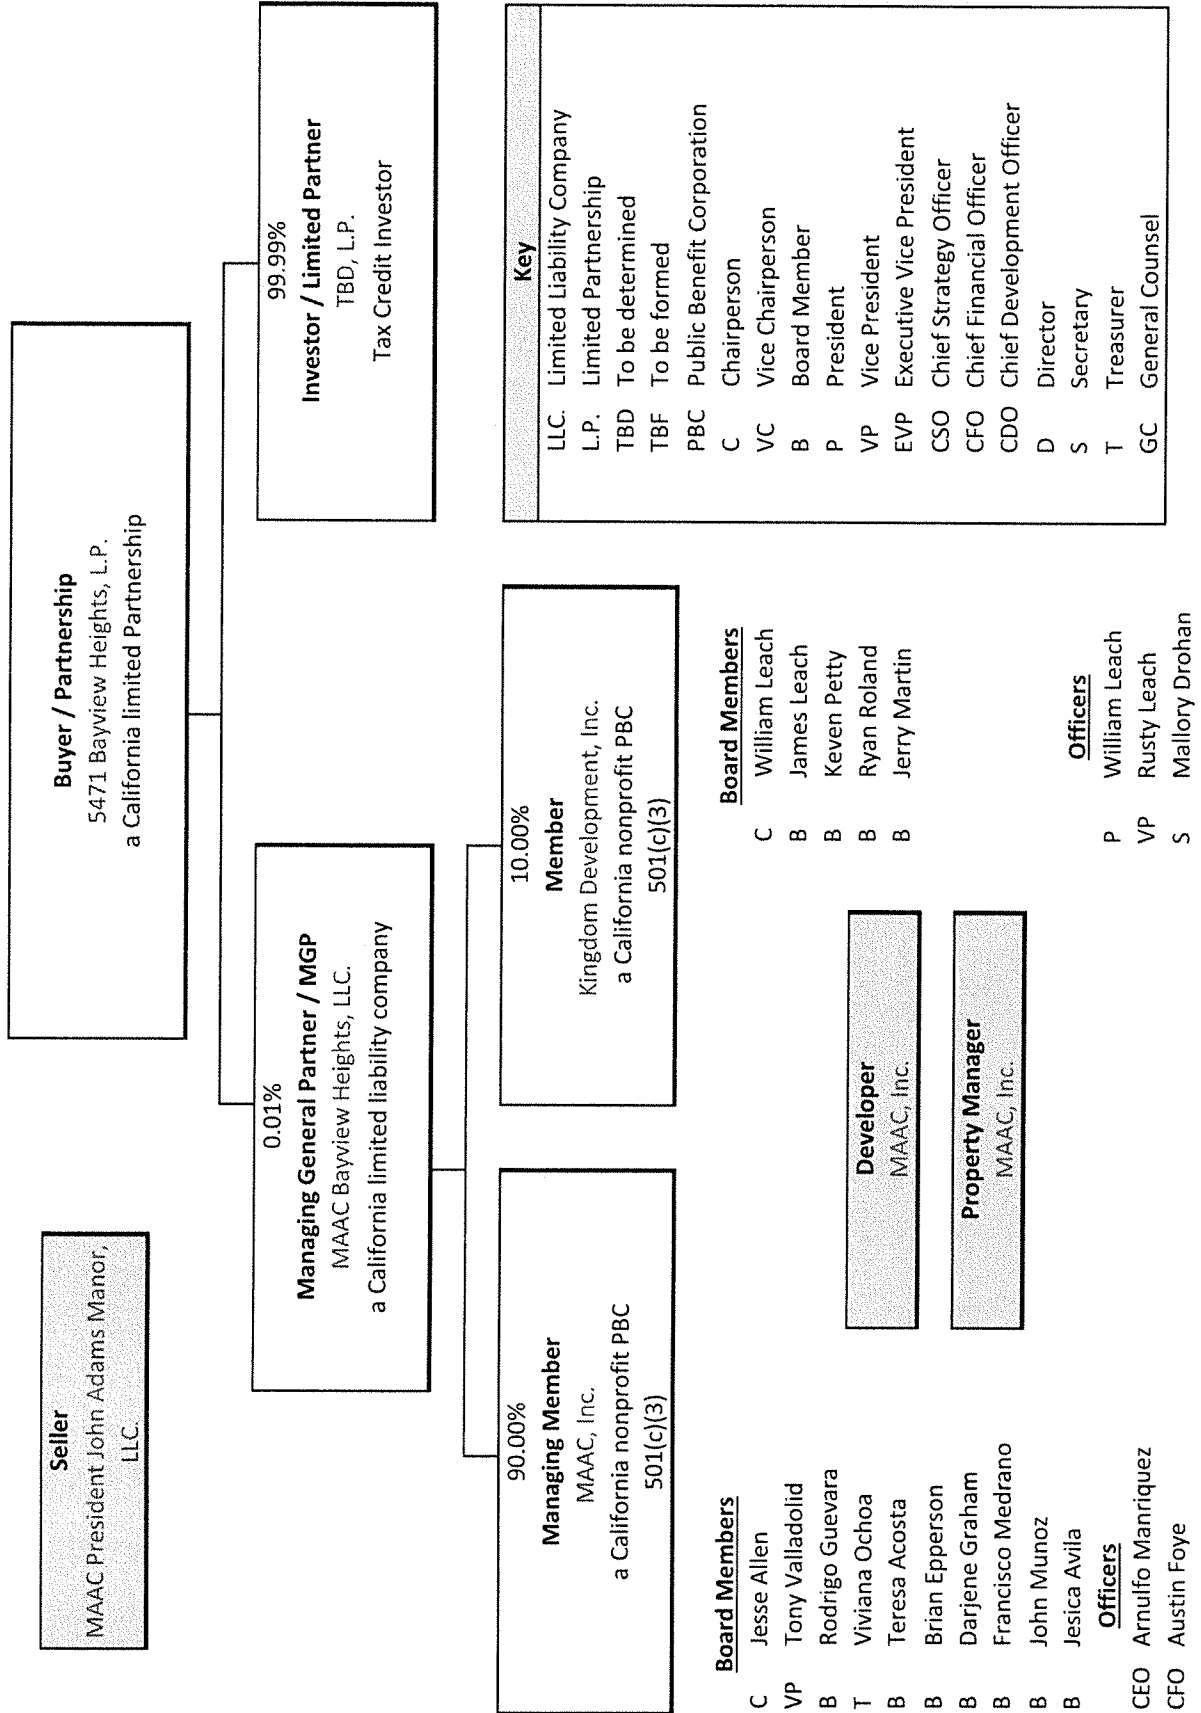 Seller
MAAC President John Adams Manor,
LLC.
Buyer / Partnership
5471 Bayview Heights, L.P.
a California limited Partnership
0.01%
Managing General Partner / MGP
MAAC Bayview Heights, LLC.
a California limited liability company
99.99%
Investor / Limited Partner
TBD, L.P.
Tax Credit Investor
90.00%
Managing Member
MAAC, Inc.
a California nonprofit PBC
501(c)(3)
10.00%
Member
Kingdom Development, Inc.
a California nonprofit PBC
501(c)(3)
Board Members
C Jesse Allen
VP Tony Valladolid
B Rodrigo Guevara
T Viviana Ochoa
B Teresa Acosta
B Brian Epperson
B Darjene Graham
B Francisco Medrano
B John Munoz
B Jesica Avila
Officers
CEO Arnulfo Manriquez
CFO Austin Foye
Developer
MAAC, Inc.
Property Manager
MAAC, Inc.
Board Members
C William Leach
B James Leach
B Keven Petty
B Ryan Roland
B Jerry Martin
Officers
P William Leach
VP Rusty Leach
S Mallory Drohan
Key
LLC. Limited Liability Company
L.P. Limited Partnership
TBD To be determined
TBF To be formed
PBC Public Benefit Corporation
C Chairperson
VC Vice Chairperson
B Board Member
P President
VP Vice President
EVP Executive Vice President
CSO Chief Strategy Officer
CFO Chief Financial Officer
CDO Chief Development Officer
D Director
S Secretary
T Treasurer
GC General Counsel